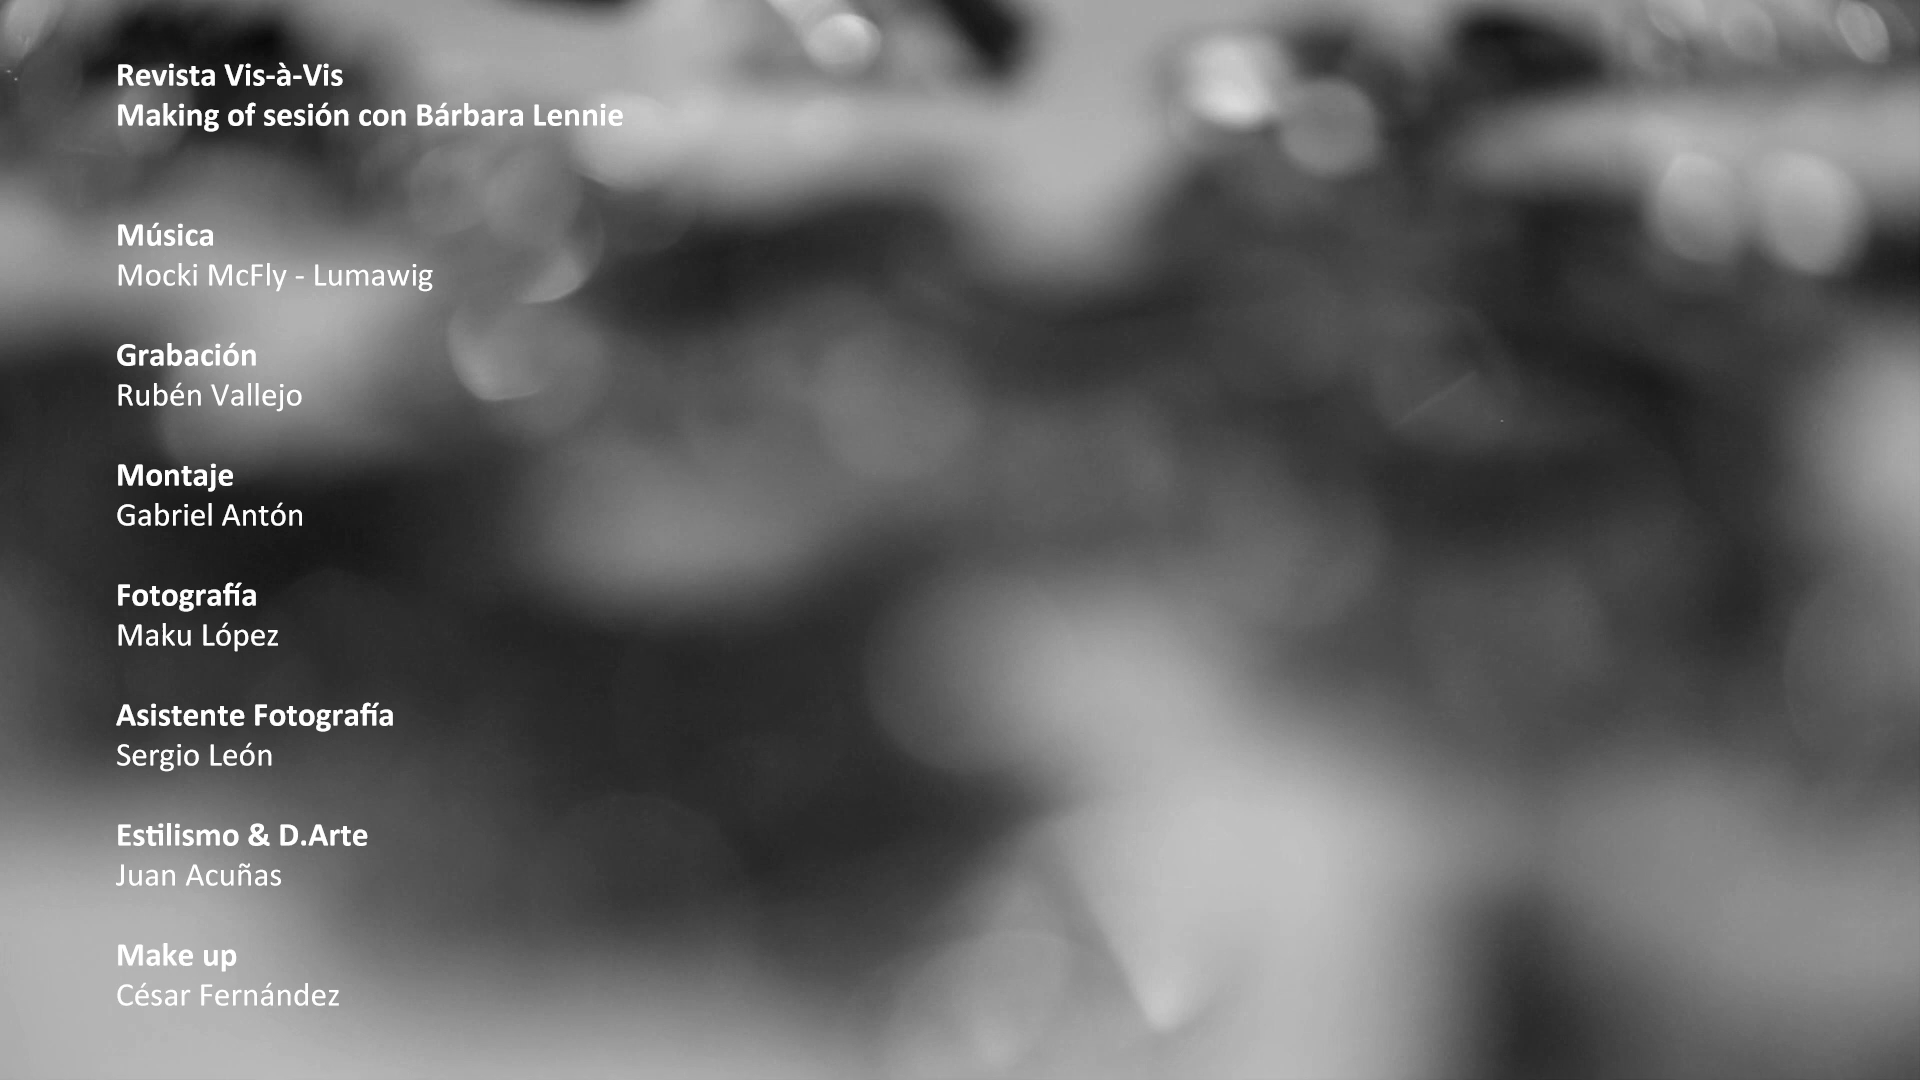 Revista Vis-à-Vis
Making of sesión con Bárbara Lennie
Música
Mocki McFly - Lumawig
Grabación
Rubén Vallejo
Montaje
Gabriel Antón
Fotografía
Maku López
Asistente Fotografía
Sergio León
Estilismo & D.Arte
Juan Acuñas
Make up
César Fernández